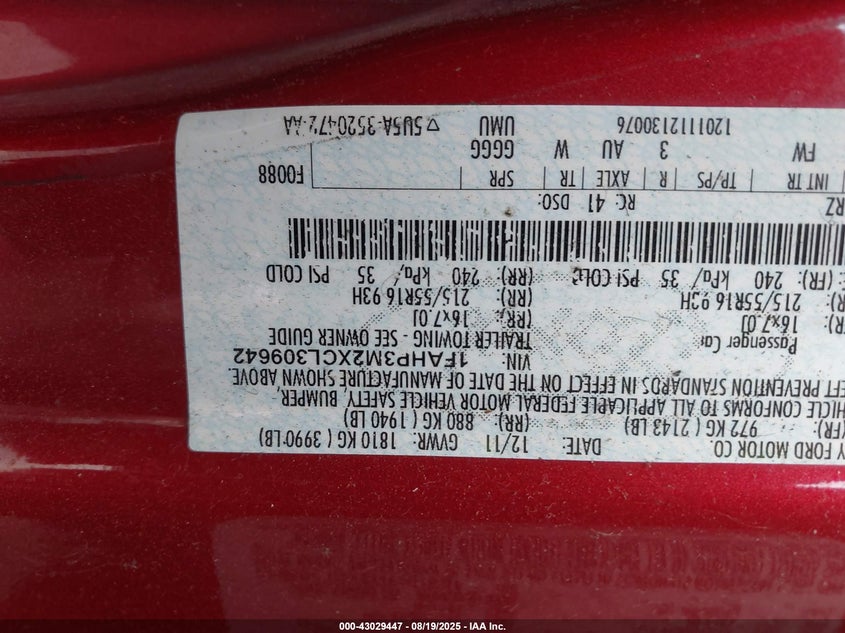 Y FORD MOTOR CO. DATE: 12/11 GVWR: 1810 KG ( 3990 LB)
(FR): 972 KG ( 2143 LB) (RR): 880 KG ( 1940 LB)
HICLE CONFORMS TO ALL APPLICABLE FEDERAL MOTOR VEHICLE SAFETY, BUMPER,
EFT PREVENTION STANDARDS IN EFFECT ON THE DATE OF MANUFACTURE SHOWN ABOVE.
VIN: 1FAHP3M2XCL309642
Passenger Car TRAILER TOWING - SEE OWNER GUIDE
16x7.0J (RR): 16x7.0J
215/55R16 93H (RR): 215/55R16 93H
(FR): 240 kPa/ 35 PSI COLD (RR): 240 kPa/ 35 PSI COLD
RZ RC: 41 DSO:
INT TR | TP/PS | R | AXLE | TR | SPR F0088
FW 3 AU W GGGG
1201112130076 UMU ▽5U5A-3520472-AA
000-43029447 - 08/19/2025 - IAA Inc.